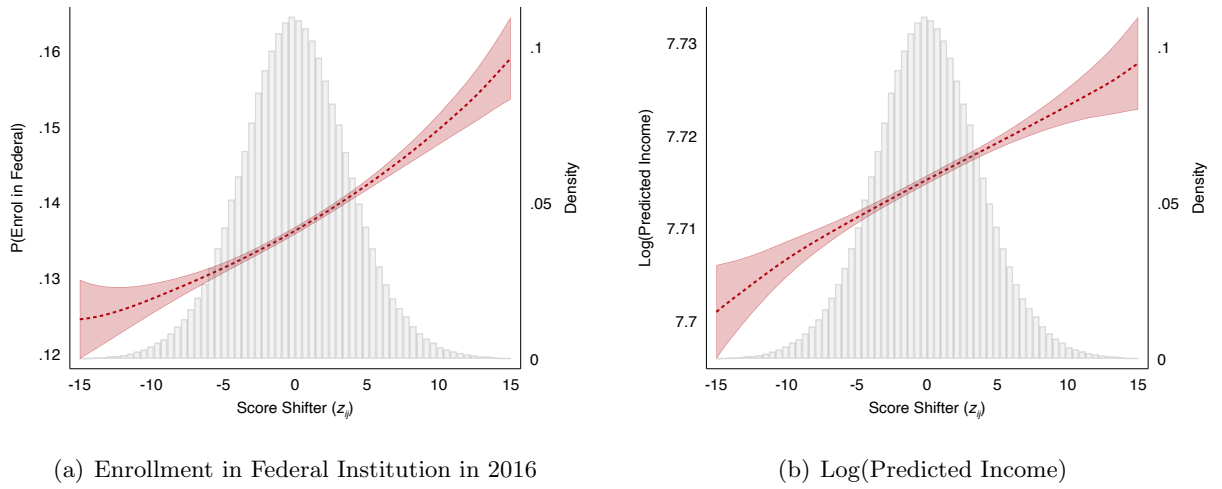 .16
.15
.14
.13
.12
P(Enrol in Federal)
.1
.05
0
Density
-15 -10 -5 0 5 10 15
Score Shifter (z_ij)
(a) Enrollment in Federal Institution in 2016
7.73
7.72
7.71
7.7
Log(Predicted Income)
.1
.05
0
Density
-15 -10 -5 0 5 10 15
Score Shifter (z_ij)
(b) Log(Predicted Income)